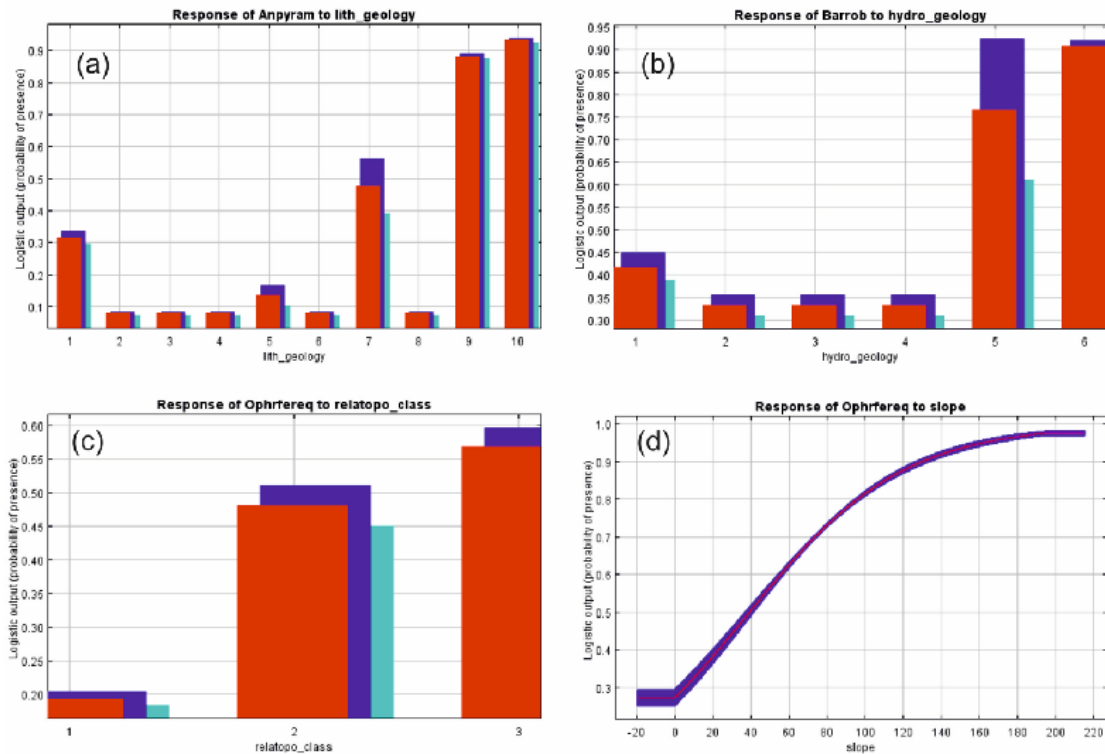 Response of Anpyram to lith_geology
(a)
Logistic output (probability of presence)
0.9
0.8
0.7
0.6
0.5
0.4
0.3
0.2
0.1
1 2 3 4 5 6 7 8 9 10
lith_geology
Response of Barrob to hydro_geology
(b)
Logistic output (probability of presence)
0.95
0.90
0.85
0.80
0.75
0.70
0.65
0.60
0.55
0.50
0.45
0.40
0.35
0.30
1 2 3 4 5 6
hydro_geology
Response of Ophrfereq to relatopo_class
(c)
Logistic output (probability of presence)
0.60
0.55
0.50
0.45
0.40
0.35
0.30
0.25
0.20
1 2 3
relatopo_class
Response of Ophrfereq to slope
(d)
Logistic output (probability of presence)
1.0
0.9
0.8
0.7
0.6
0.5
0.4
0.3
-20 0 20 40 60 80 100 120 140 160 180 200 220
slope